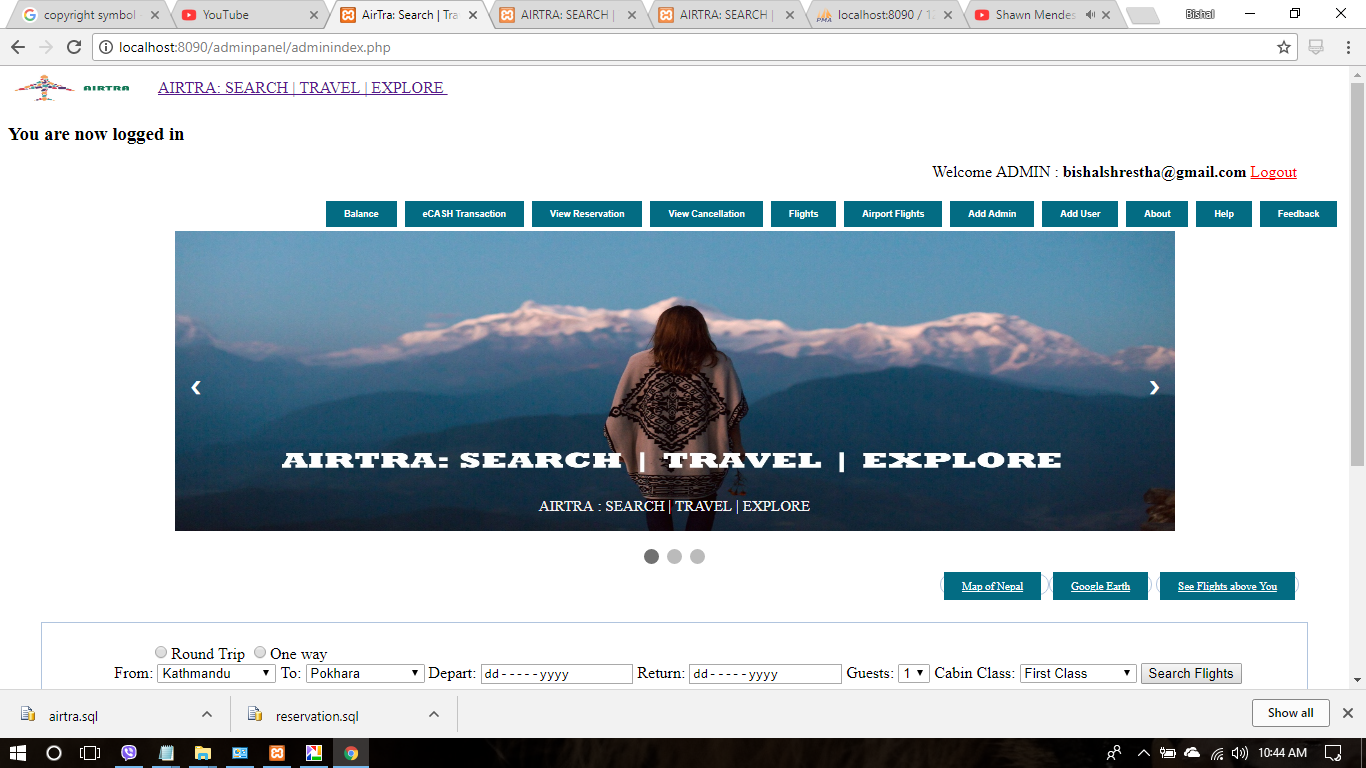 copyright symbol
YouTube
AirTra: Search | Tra
AIRTRA: SEARCH |
AIRTRA: SEARCH |
localhost:8090 / 12
Shawn Mendes
Bishal
localhost:8090/adminpanel/adminindex.php
AIRTRA
AIRTRA: SEARCH | TRAVEL | EXPLORE
You are now logged in
Welcome ADMIN : bishalshrestha@gmail.com Logout
Balance eCASH Transaction View Reservation View Cancellation Flights Airport Flights Add Admin Add User About Help Feedback
AIRTRA: SEARCH | TRAVEL | EXPLORE
AIRTRA : SEARCH | TRAVEL | EXPLORE
Map of Nepal Google Earth See Flights above You
Round Trip One way
From: Kathmandu To: Pokhara Depart: dd-----yyyy Return: dd-----yyyy Guests: 1 Cabin Class: First Class Search Flights
airtra.sql reservation.sql Show all
10:44 AM